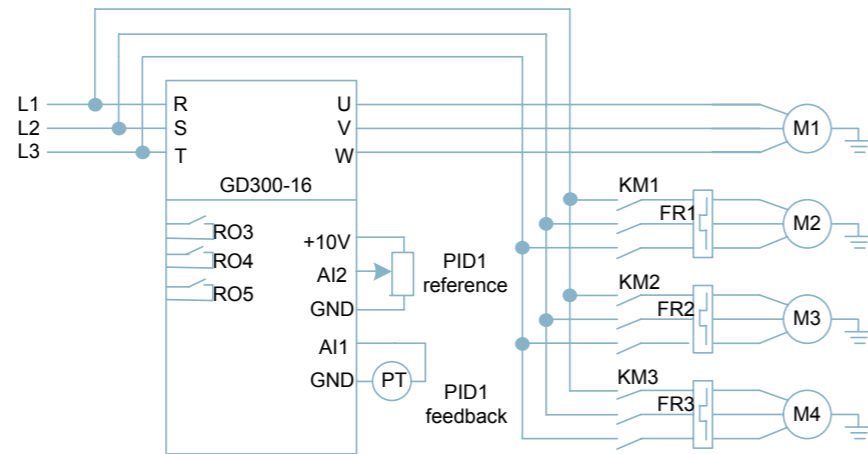 L1
L2
L3
R
S
T
U
V
W
GD300-16
M1
RO3
RO4
RO5
+10V
AI2
GND
PID1
reference
AI1
GND
PT
PID1
feedback
KM1
FR1
M2
KM2
FR2
M3
KM3
FR3
M4